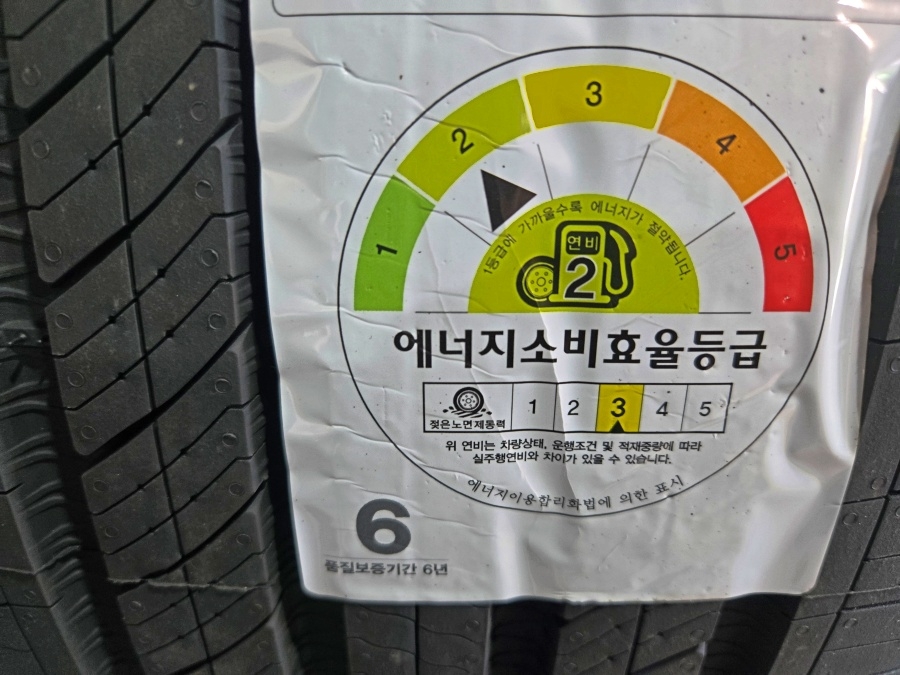 1
2
3
4
5
1등급에 가까울수록 에너지가 절약됩니다.
연비
2
에너지소비효율등급
젖은노면제동력 1 2 3 4 5
위 연비는 차량상태, 운행조건 및 적재중량에 따라
실주행연비와 차이가 있을 수 있습니다.
에너지이용합리화법에 의한 표시
6
품질보증기간 6년